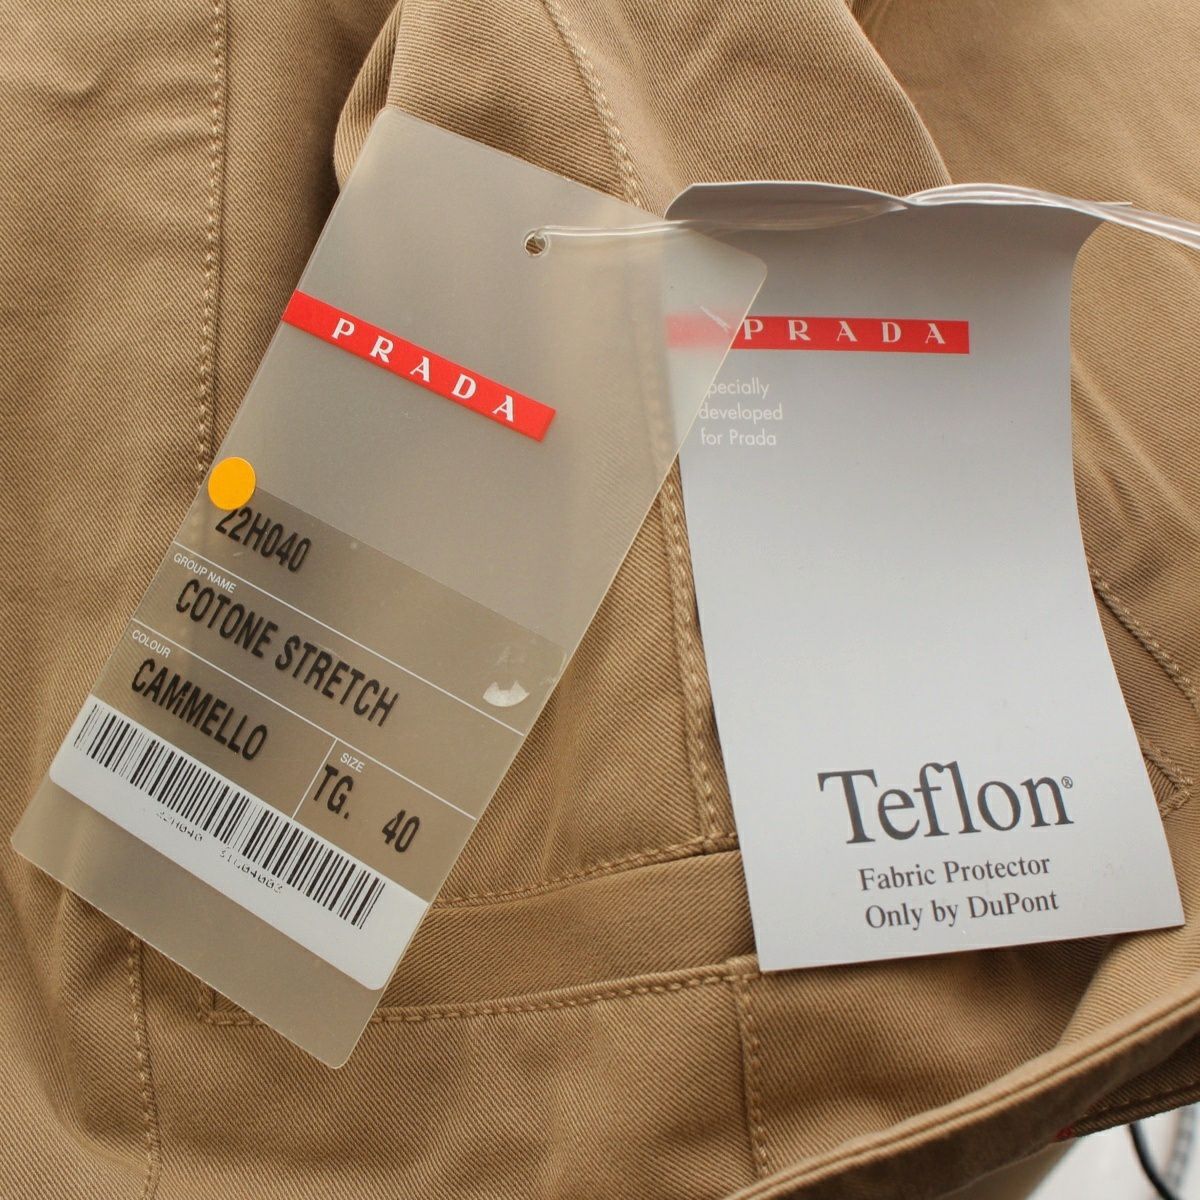 PRADA
22H040
GROUP NAME
COTONE STRETCH
COLOUR
CAMMELLO
SIZE
TG. 40
22H040
PRADA
developed
for Prada
Teflon®
Fabric Protector
Only by DuPont